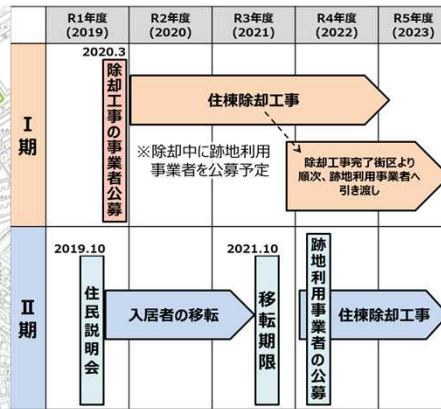 R1年度
(2019)
R2年度
(2020)
R3年度
(2021)
R4年度
(2022)
R5年度
(2023)
Ⅰ期
2020.3
除却工事の事業者公募
住棟除却工事
※除却中に跡地利用
事業者を公募予定
除却工事完了街区より
順次、跡地利用事業者へ
引き渡し
Ⅱ期
2019.10
住民説明会
入居者の移転
2021.10
移転期限
跡地利用事業者の公募
住棟除却工事